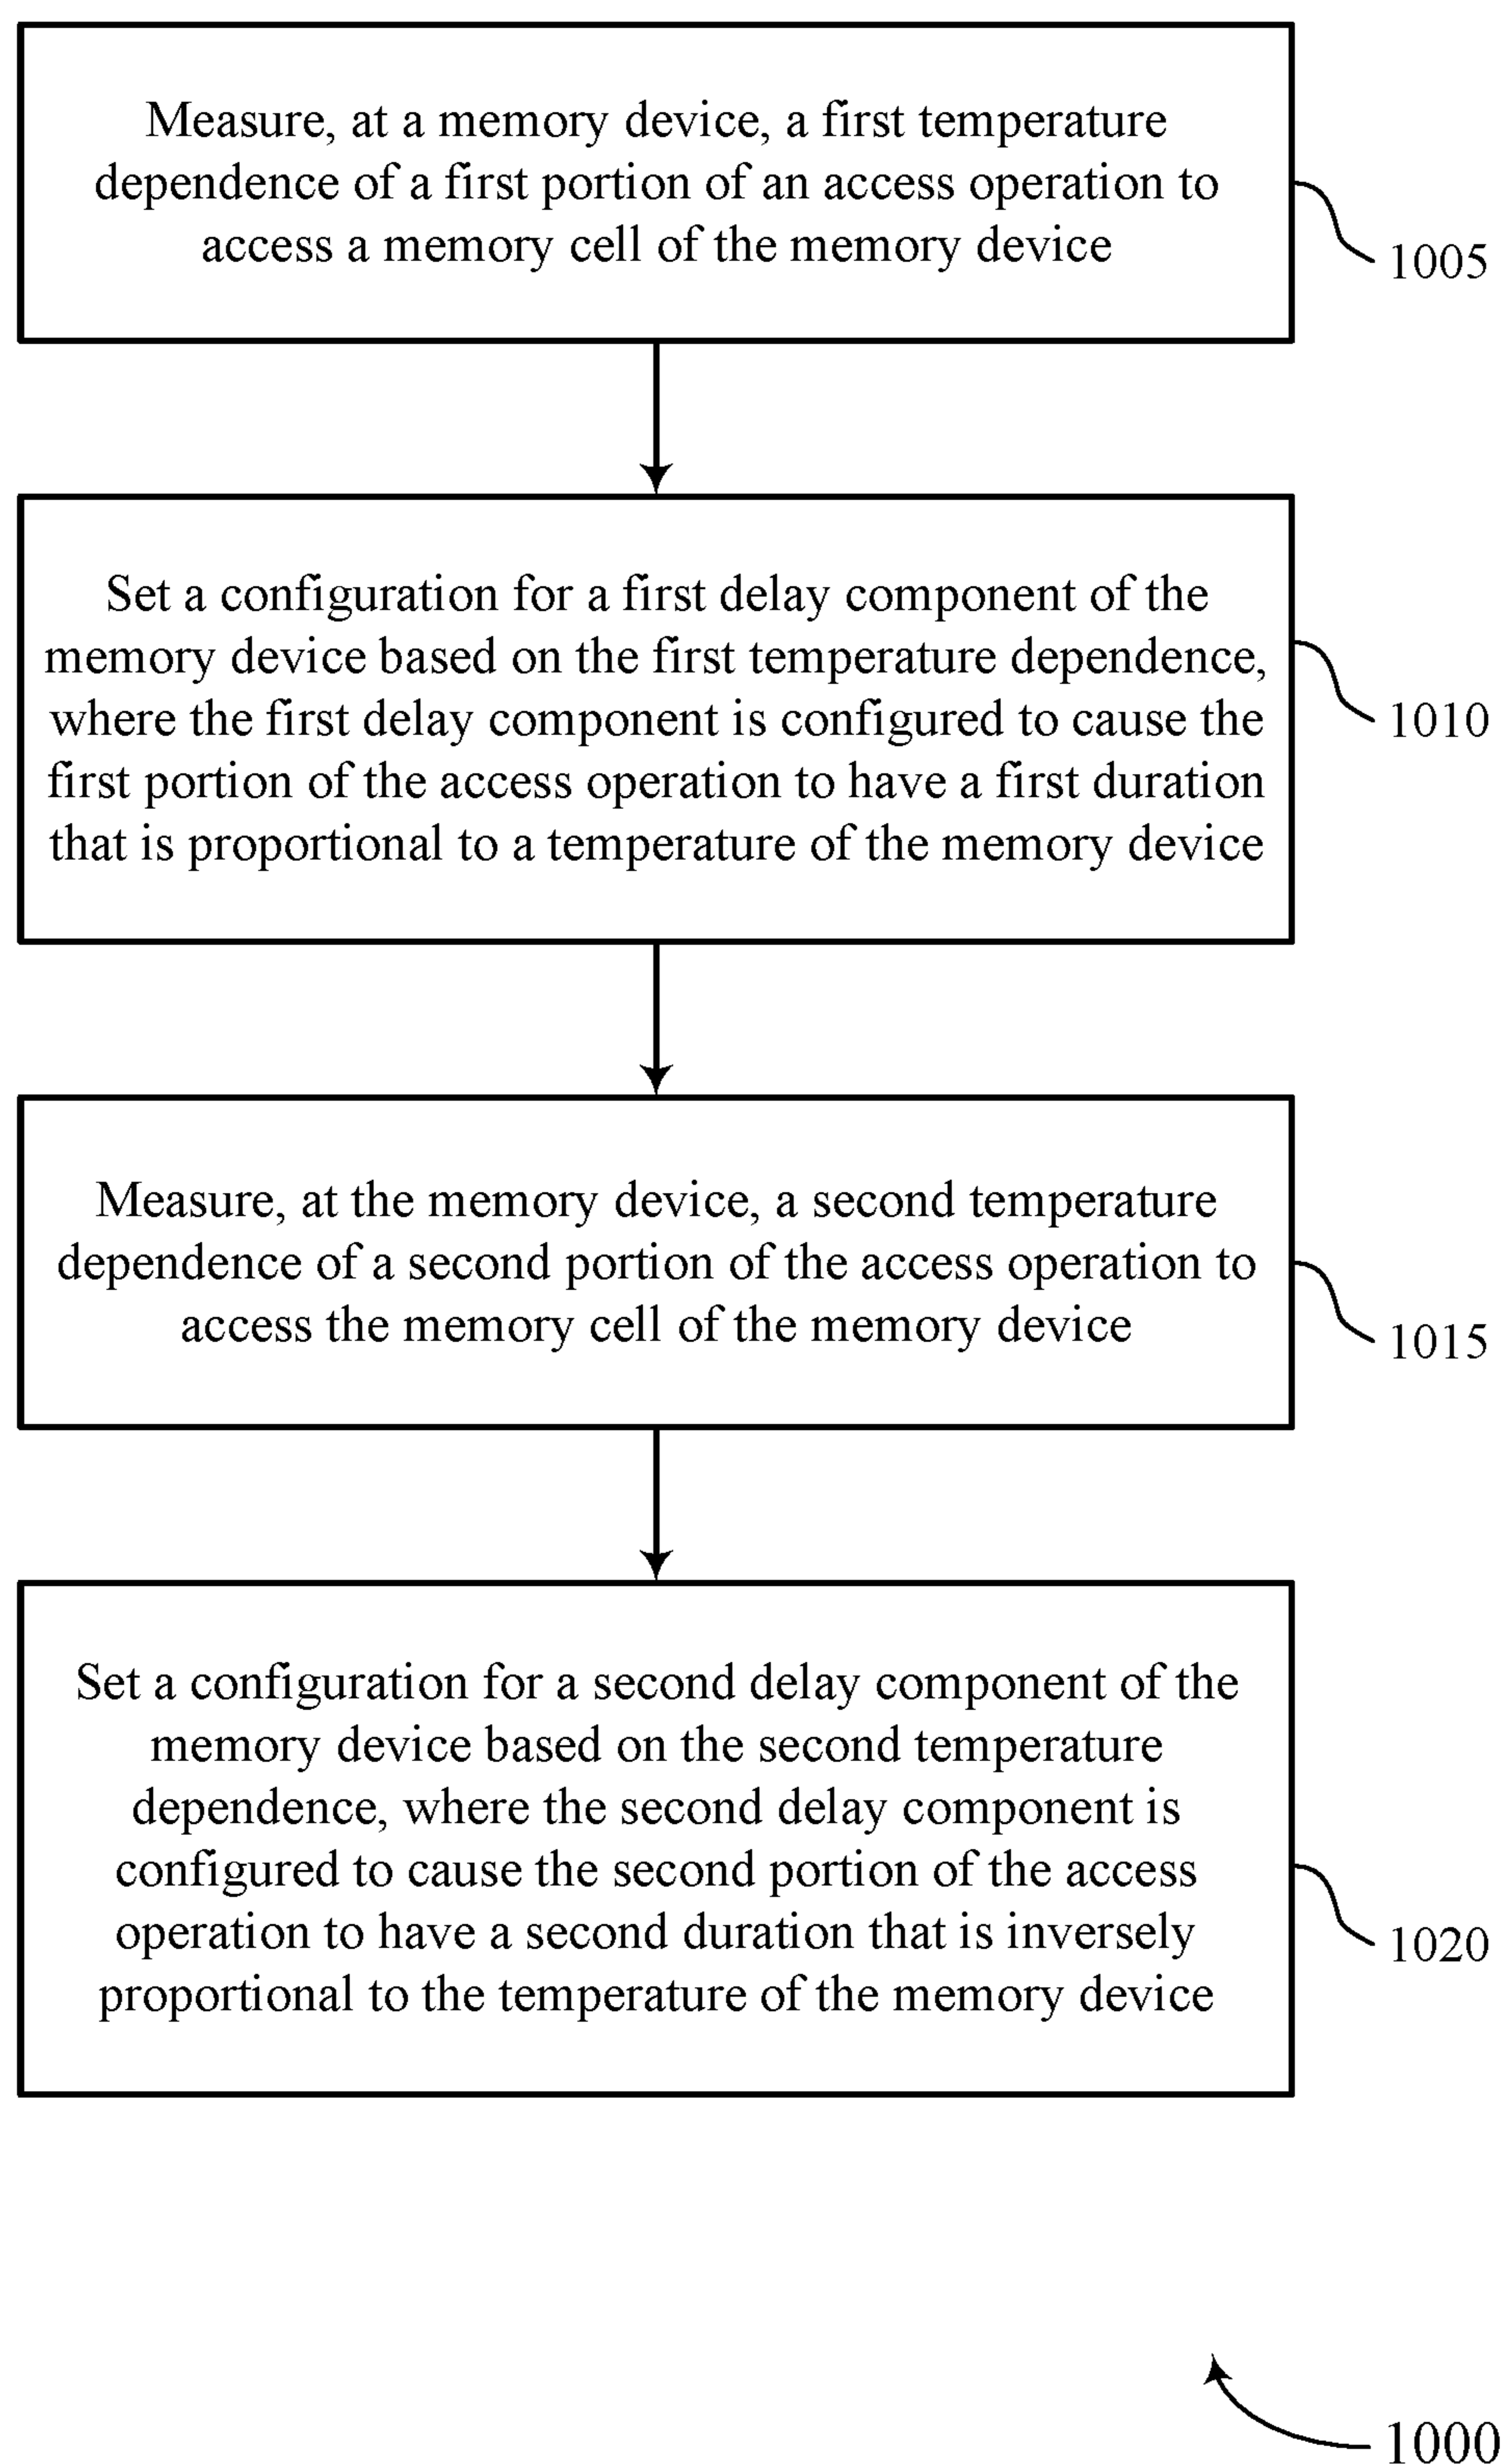 Measure, at a memory device, a first temperature
dependence of a first portion of an access operation to
access a memory cell of the memory device
1005
Set a configuration for a first delay component of the
memory device based on the first temperature dependence,
where the first delay component is configured to cause the
first portion of the access operation to have a first duration
that is proportional to a temperature of the memory device
1010
Measure, at the memory device, a second temperature
dependence of a second portion of the access operation to
access the memory cell of the memory device
1015
Set a configuration for a second delay component of the
memory device based on the second temperature
dependence, where the second delay component is
configured to cause the second portion of the access
operation to have a second duration that is inversely
proportional to the temperature of the memory device
1020
1000